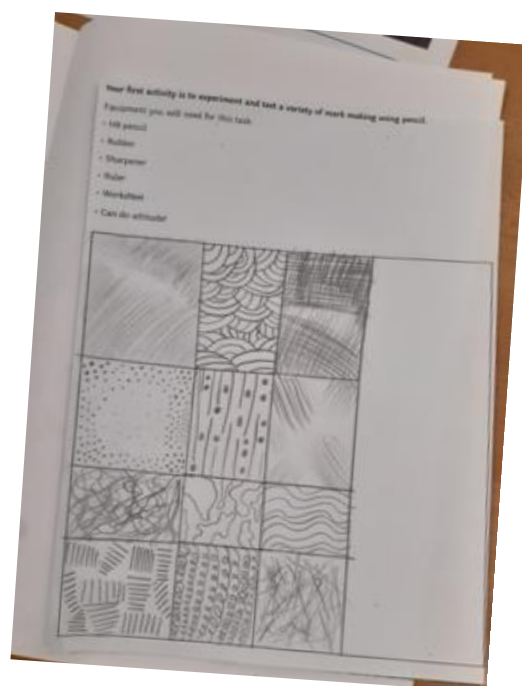 Your first activity is to experiment and test a variety of mark making using pencil.
Equipment you will need for this task
- HB pencil
- Rubber
- Sharpener
- Ruler
- Worksheet
- Can do attitude!